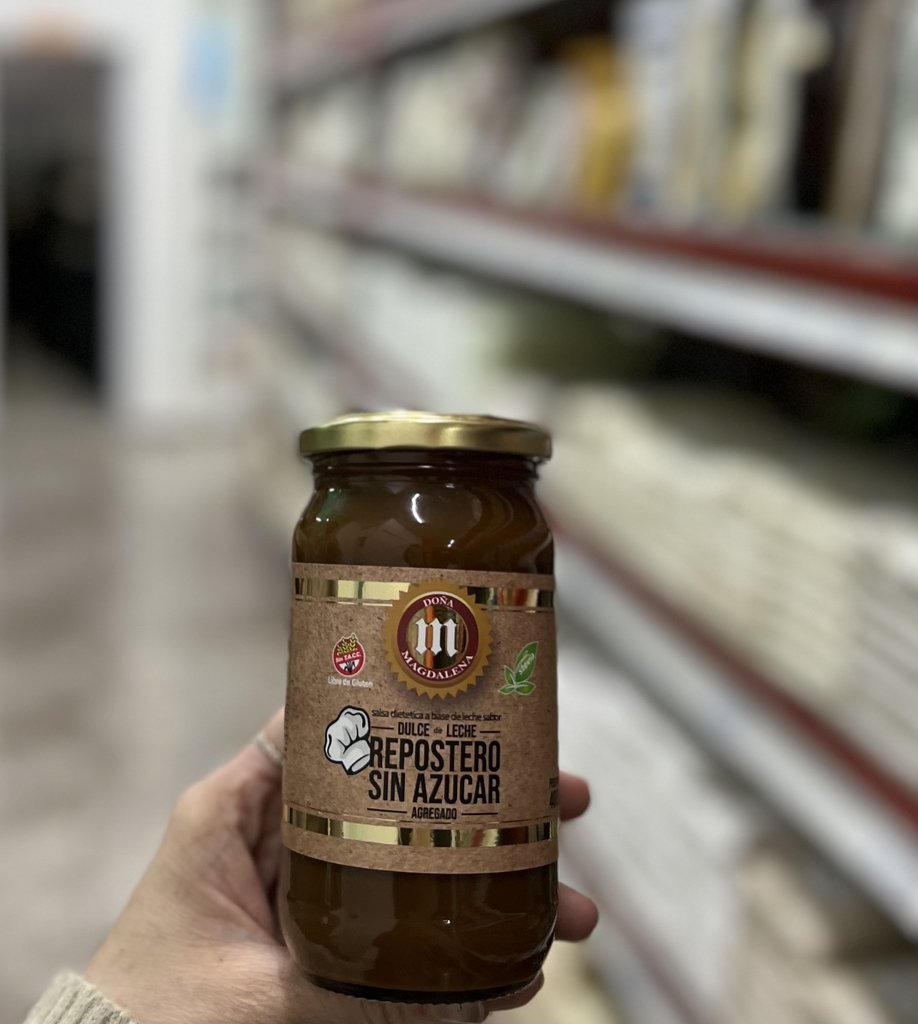 DOÑA
m
MAGDALENA
Sin T.A.C.C.
Libre de Gluten
stevia
salsa dietetica a base de leche sabor
DULCE de LECHE
REPOSTERO
SIN AZUCAR
AGREGADO